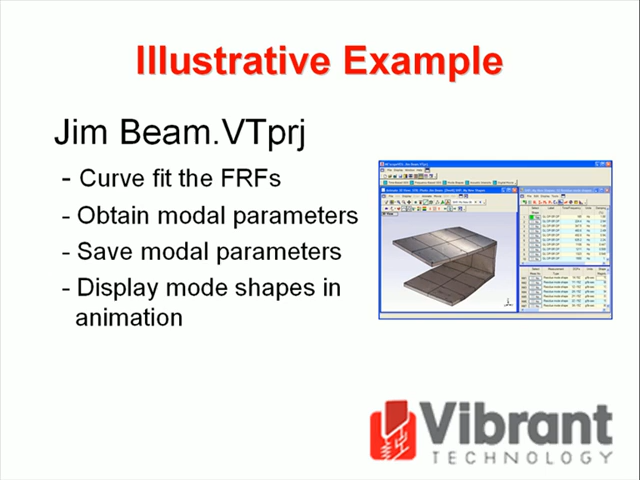 Illustrative Example
Jim Beam.VTprj
- Curve fit the FRFs
- Obtain modal parameters
- Save modal parameters
- Display mode shapes in
animation
Vibrant
TECHNOLOGY